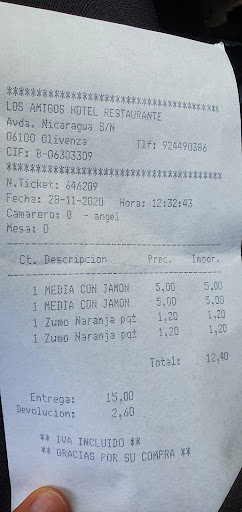 ****************************************
LOS AMIGOS HOTEL RESTAURANTE
Avda. Nicaragua S/N
06100 Olivenza Tlf: 924490386
CIF: B-06303309
****************************************
N.Ticket: 646209
Fecha: 28-11-2020 Hora: 12:32:43
Camarero: 0 - angel
Mesa: 0
----------------------------------------
Ct. Descripcion Prec. Impor.
----------------------------------------
1 MEDIA CON JAMON 5,00 5,00
1 MEDIA CON JAMON 5,00 5,00
1 Zumo Naranja pq± 1,20 1,20
1 Zumo Naranja pq± 1,20 1,20
Total: 12,40
Entrega: 15,00
Devolucion: 2,60
** IVA INCLUIDO **
** GRACIAS POR SU COMPRA **